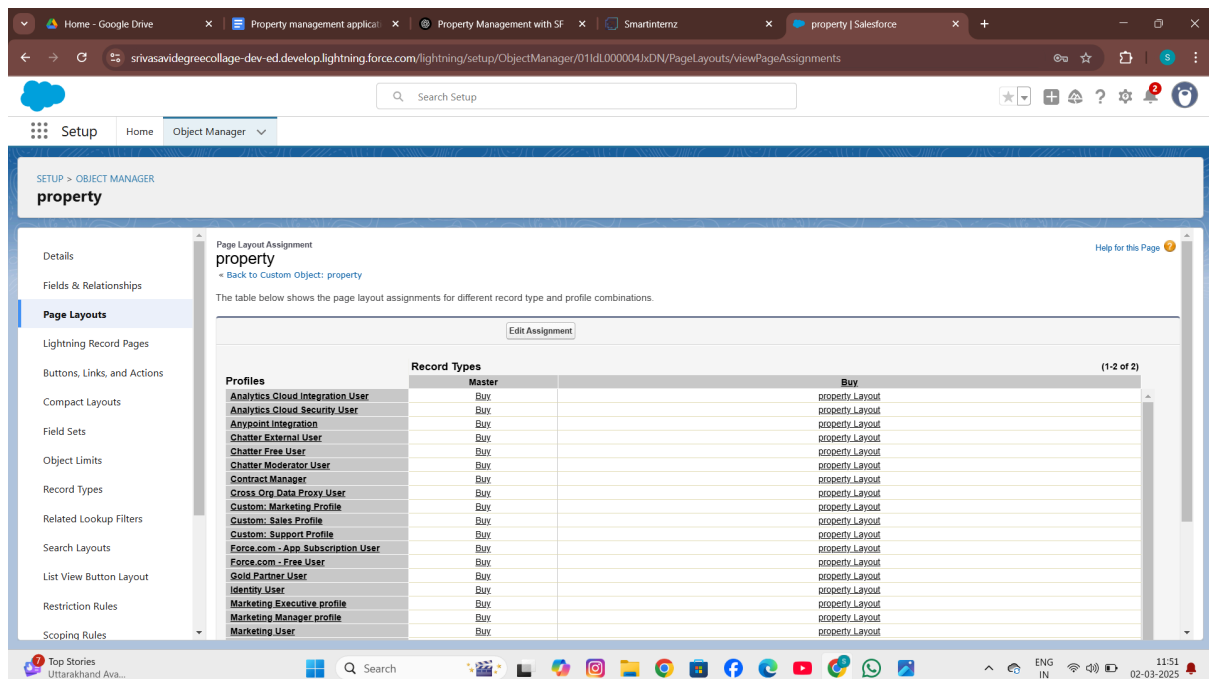 Home - Google Drive
Property management applicati
Property Management with SF
Smartinternz
property | Salesforce
srivasavidegreecollage-dev-ed.develop.lightning.force.com/lightning/setup/ObjectManager/01IdL000004JxDN/PageLayouts/viewPageAssignments
S
Search Setup
2
Setup
Home
Object Manager
SETUP > OBJECT MANAGER
property
Details
Fields & Relationships
Page Layouts
Lightning Record Pages
Buttons, Links, and Actions
Compact Layouts
Field Sets
Object Limits
Record Types
Related Lookup Filters
Search Layouts
List View Button Layout
Restriction Rules
Scoping Rules
Page Layout Assignment
property
« Back to Custom Object: property
Help for this Page ?
The table below shows the page layout assignments for different record type and profile combinations.
Edit Assignment
Record Types (1-2 of 2)
Profiles Master Buy
Analytics Cloud Integration User Buy property Layout
Analytics Cloud Security User Buy property Layout
Anypoint Integration Buy property Layout
Chatter External User Buy property Layout
Chatter Free User Buy property Layout
Chatter Moderator User Buy property Layout
Contract Manager Buy property Layout
Cross Org Data Proxy User Buy property Layout
Custom: Marketing Profile Buy property Layout
Custom: Sales Profile Buy property Layout
Custom: Support Profile Buy property Layout
Force.com - App Subscription User Buy property Layout
Force.com - Free User Buy property Layout
Gold Partner User Buy property Layout
Identity User Buy property Layout
Marketing Executive profile Buy property Layout
Marketing Manager profile Buy property Layout
Marketing User Buy property Layout
7
Top Stories
Uttarakhand Ava...
Search
S
ENG
IN
11:51
02-03-2025